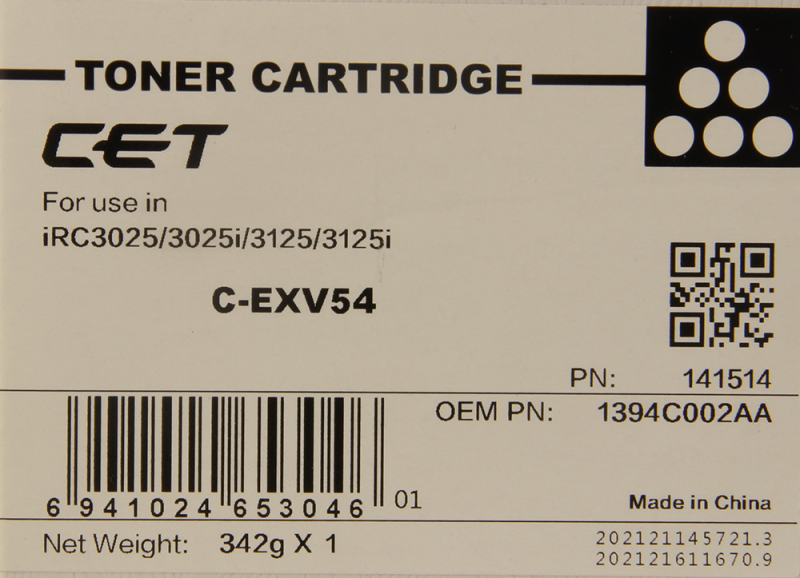 TONER CARTRIDGE
CET
For use in
iRC3025/3025i/3125/3125i
C-EXV54
PN: 141514
OEM PN: 1394C002AA
6 941024 653046 01
Made in China
Net Weight: 342g X 1
202121145721.3
202121611670.9